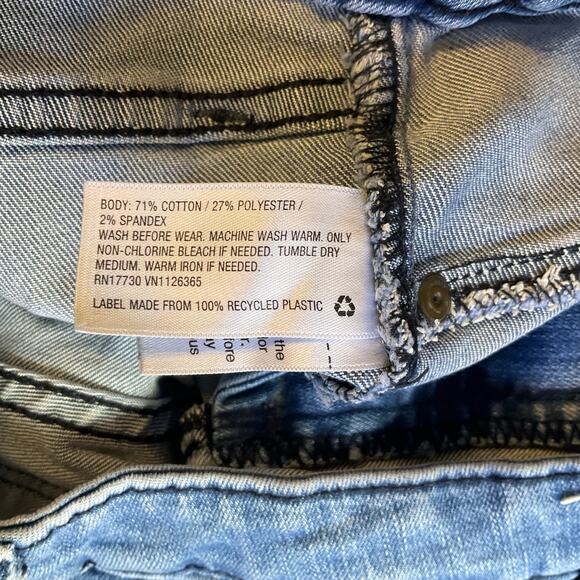 BODY: 71% COTTON / 27% POLYESTER /
2% SPANDEX
WASH BEFORE WEAR. MACHINE WASH WARM. ONLY
NON-CHLORINE BLEACH IF NEEDED. TUMBLE DRY
MEDIUM. WARM IRON IF NEEDED.
RN17730 VN1126365
LABEL MADE FROM 100% RECYCLED PLASTIC
the